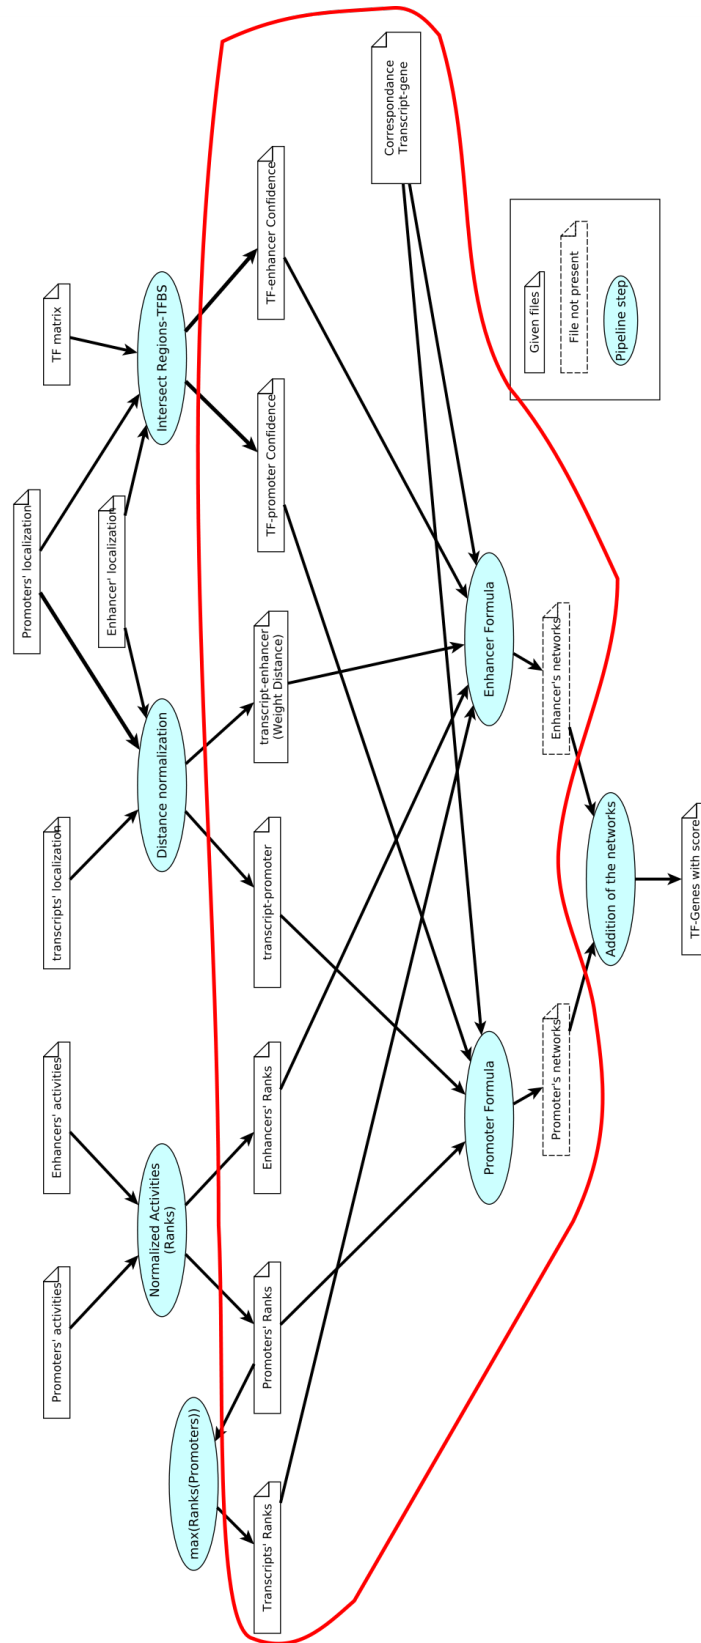 Promoters' activities
Enhancers' activities
transcripts' localization
Promoters' localization
Enhancer' localization
TF matrix
max(Ranks(Promoters))
Normalized Activities
(Ranks)
Distance normalization
Intersect Regions-TFBS
Transcripts' Ranks
Promoters' Ranks
Enhancers' Ranks
transcript-promoter
transcript-enhancer
(Weight Distance)
TF-promoter Confidence
TF-enhancer Confidence
Correspondance
Transcript-gene
Promoter Formula
Enhancer Formula
Promoter's networks
Enhancer's networks
Addition of the networks
TF-Genes with score
Given files
File not present
Pipeline step